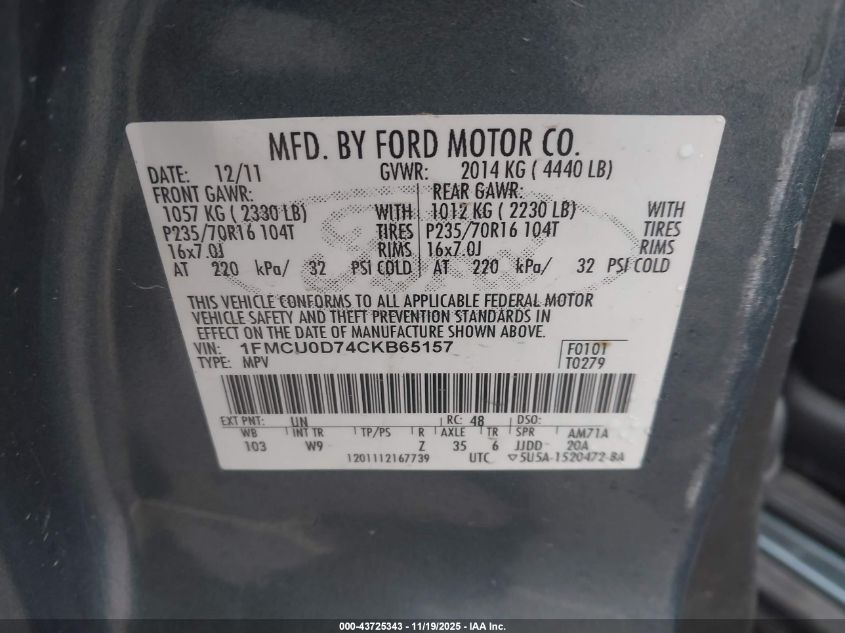 MFD. BY FORD MOTOR CO.
DATE: 12/11 GVWR: 2014 KG ( 4440 LB)
FRONT GAWR: REAR GAWR:
1057 KG ( 2330 LB) WITH 1012 KG ( 2230 LB) WITH
P235/70R16 104T TIRES P235/70R16 104T TIRES
16x7.0J RIMS 16x7.0J RIMS
AT 220 kPa/ 32 PSI COLD AT 220 kPa/ 32 PSI COLD
THIS VEHICLE CONFORMS TO ALL APPLICABLE FEDERAL MOTOR
VEHICLE SAFETY AND THEFT PREVENTION STANDARDS IN
EFFECT ON THE DATE OF MANUFACTURE SHOWN ABOVE.
VIN: 1FMCU0D74CKB65157 F0101
TYPE: MPV T0279
EXT PNT: UN RC: 48 DSO:
WB INT TR TP/PS R AXLE TR SPR AM71A
103 W9 Z 35 6 JJDD 20A
1201112167739 UTC ▽5U5A-1520472-BA
000-43725343 | 11/19/2025 | IAA Inc.